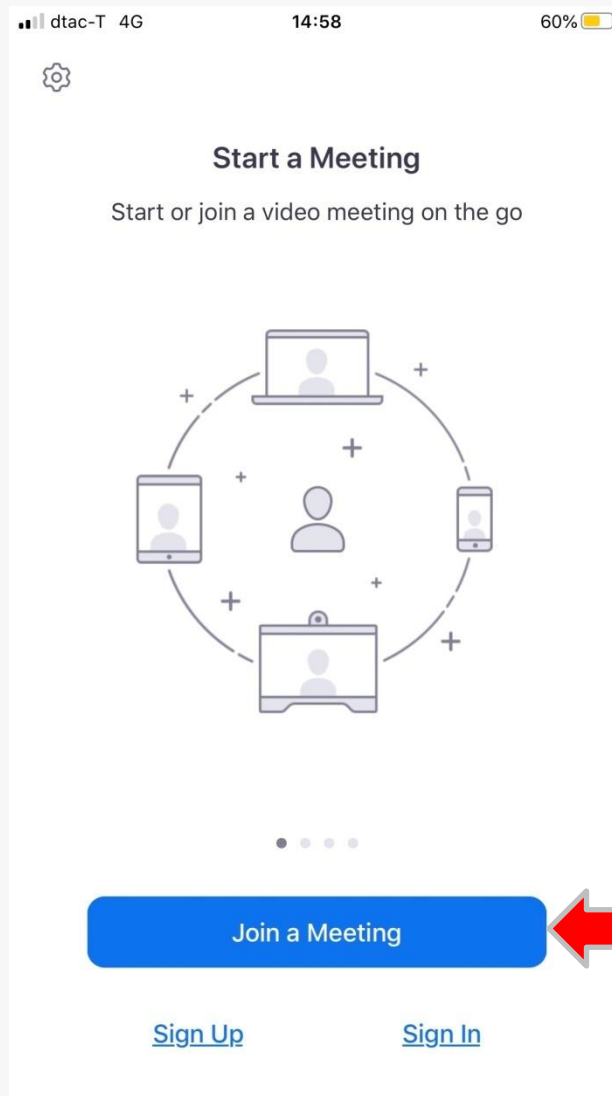 dtac-T 4G 14:58 60%
Start a Meeting
Start or join a video meeting on the go
Join a Meeting
Sign Up Sign In